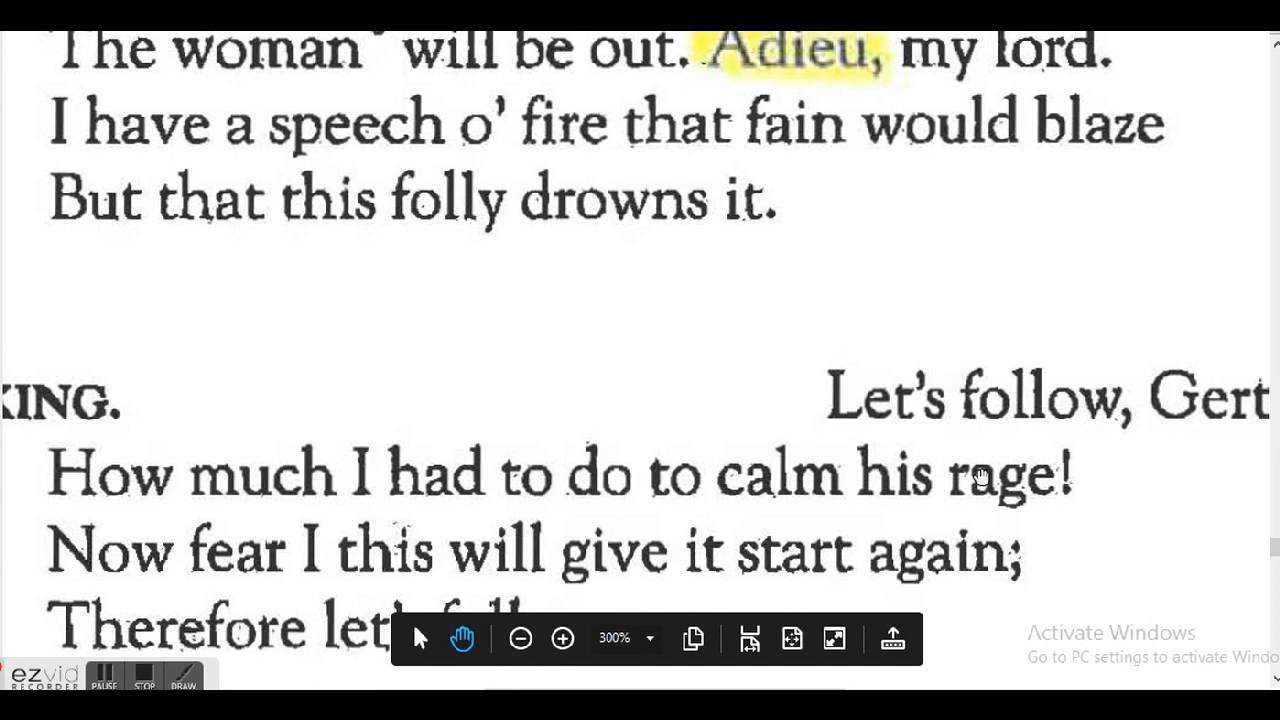 The woman will be out. Adieu, my lord.
I have a speech o' fire that fain would blaze
But that this folly drowns it.
KING. Let's follow, Gert
How much I had to do to calm his rage!
Now fear I this will give it start again;
Therefore let's
300%
Activate Windows
Go to PC settings to activate Windo
ezvid
RECORDER
PAUSE STOP DRAW